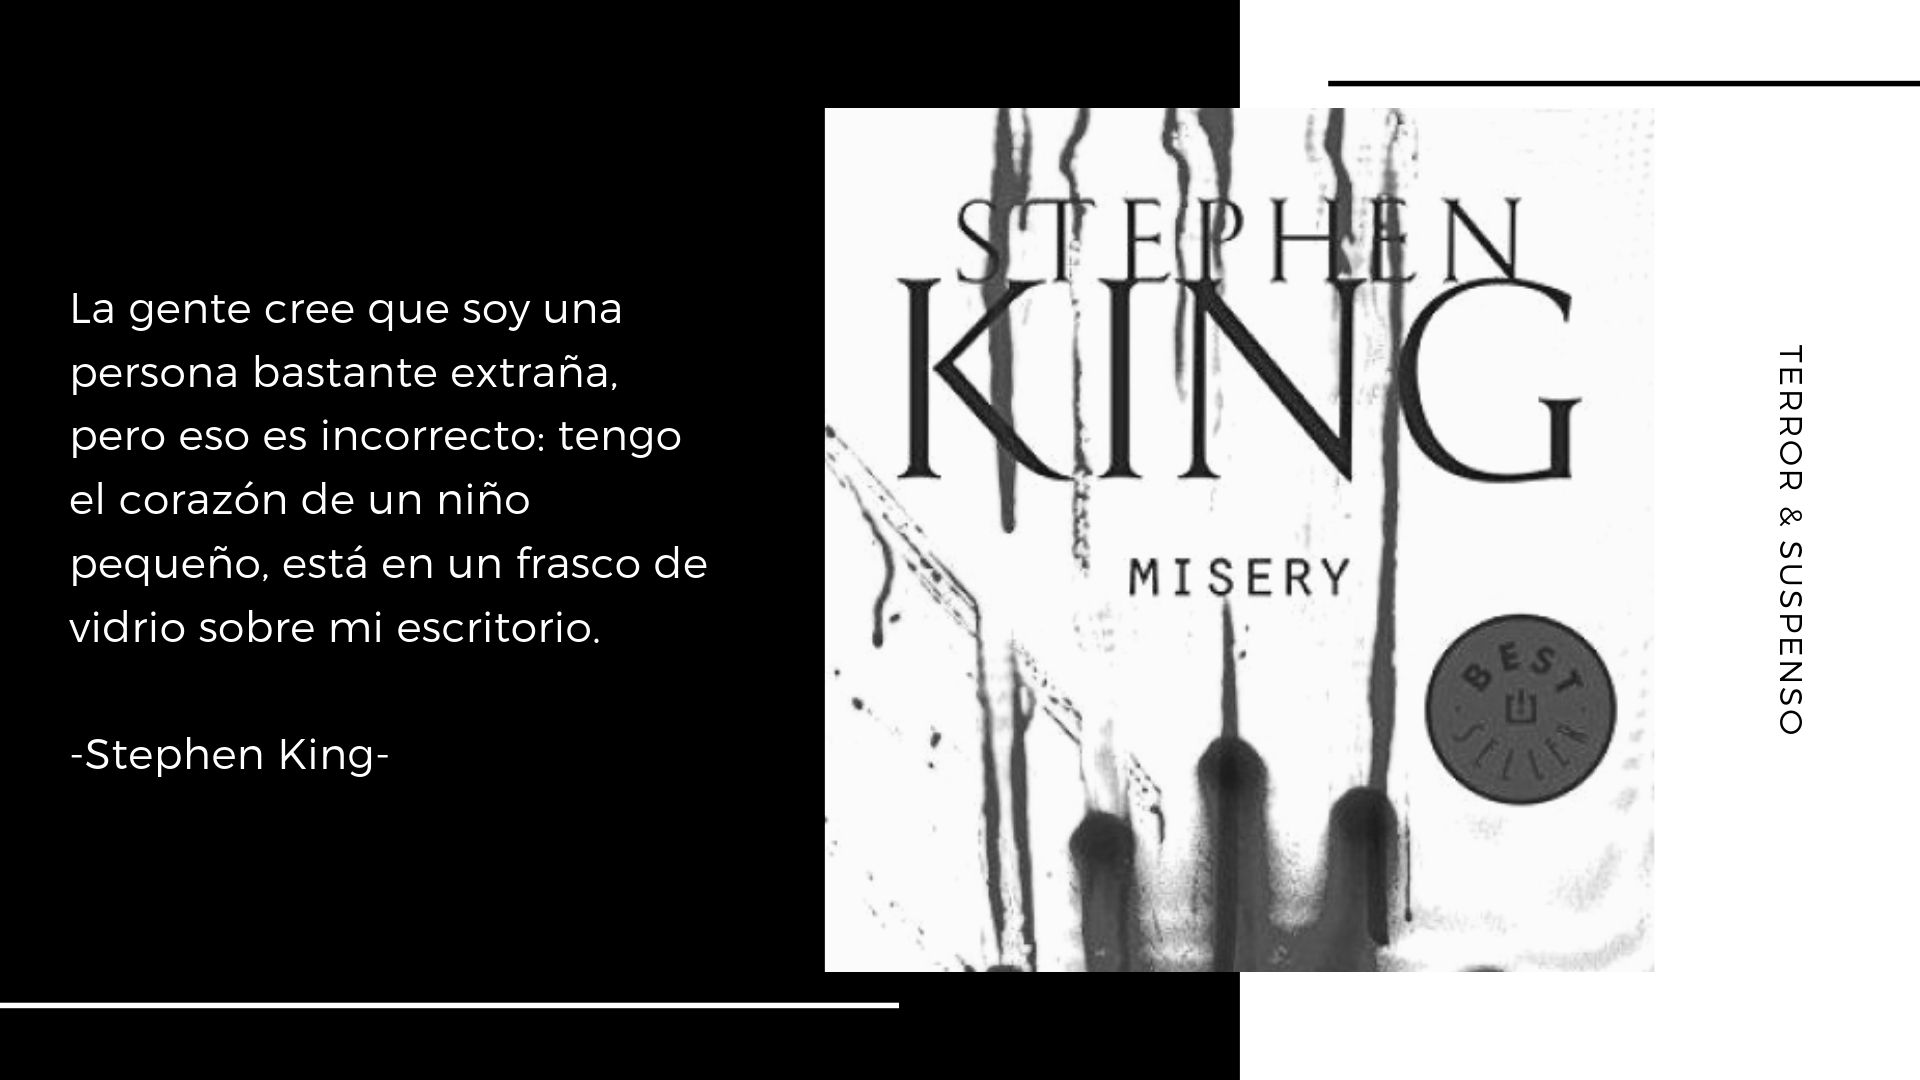 La gente cree que soy una
persona bastante extraña,
pero eso es incorrecto: tengo
el corazón de un niño
pequeño, está en un frasco de
vidrio sobre mi escritorio.
-Stephen King-
STEPHEN
KING
MISERY
BEST
SELLER
TERROR & SUSPENSO